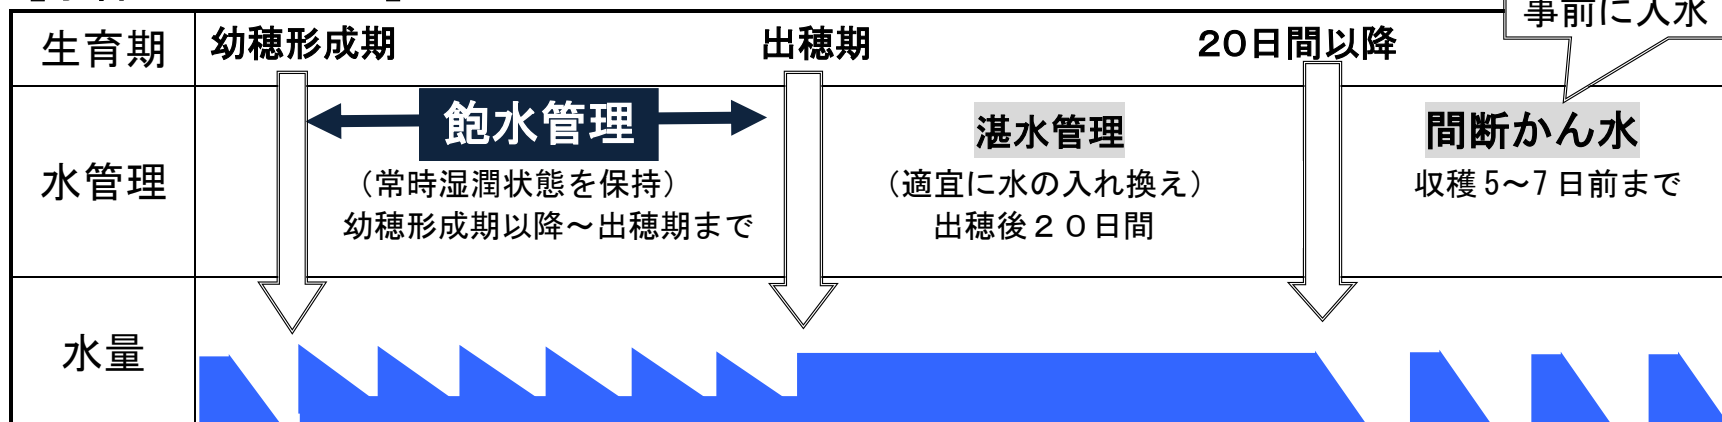 事前に入水
生育期
幼穂形成期
出穂期
20日間以降
水管理
飽水管理
（常時湿潤状態を保持）
幼穂形成期以降～出穂期まで
湛水管理
（適宜に水の入れ換え）
出穂後２０日間
間断かん水
収穫5～7日前まで
水量